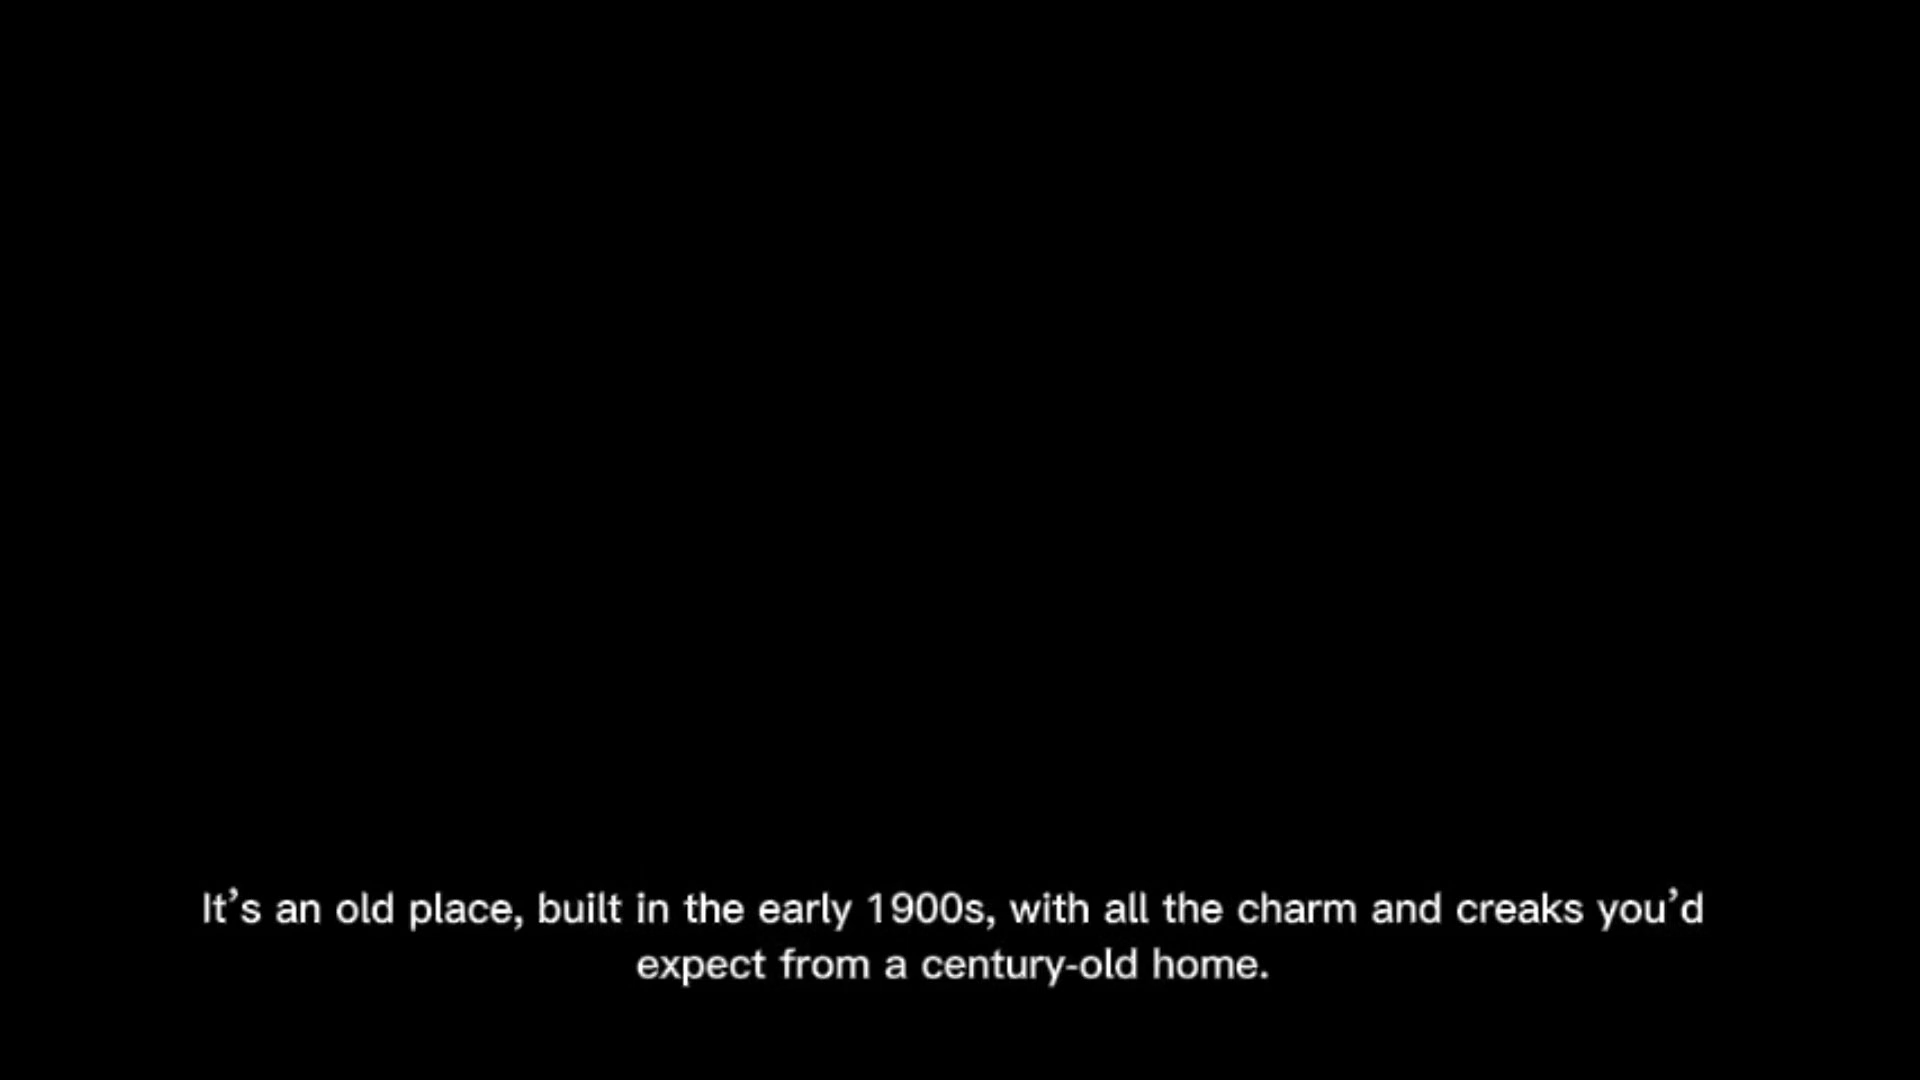 It’s an old place, built in the early 1900s, with all the charm and creaks you’d
expect from a century-old home.